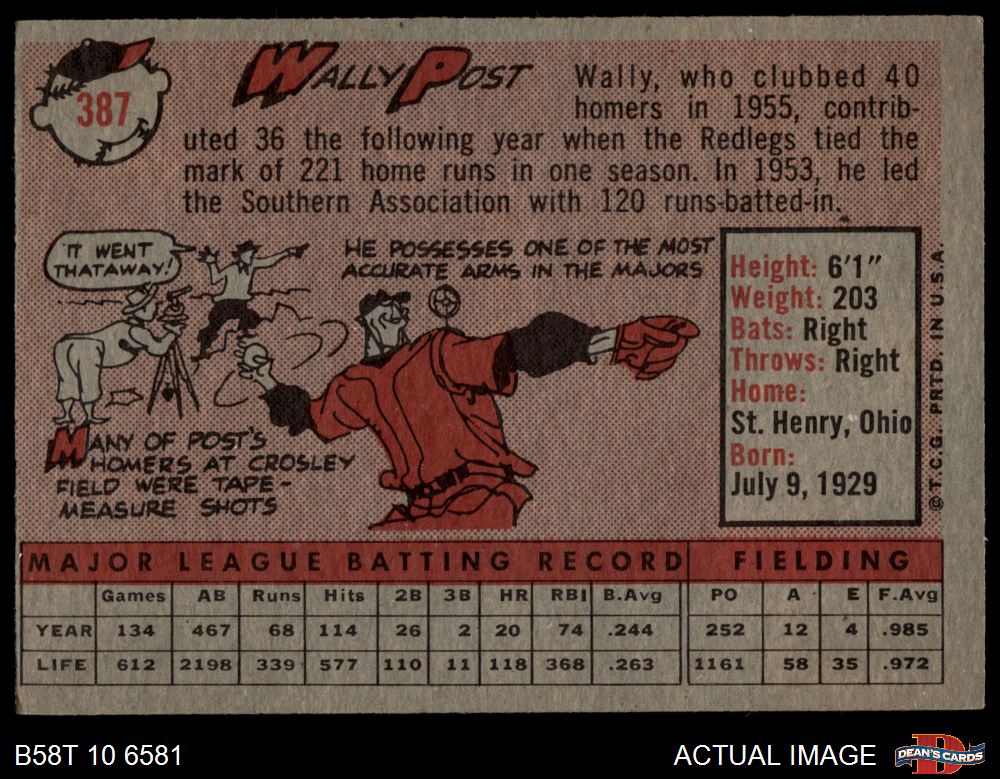 387
WALLY POST
Wally, who clubbed 40
homers in 1955, contrib-
uted 36 the following year when the Redlegs tied the
mark of 221 home runs in one season. In 1953, he led
the Southern Association with 120 runs-batted-in.
"IT WENT
THATAWAY!"
HE POSSESSES ONE OF THE MOST
ACCURATE ARMS IN THE MAJORS
MANY OF POST'S
HOMERS AT CROSLEY
FIELD WERE TAPE-
MEASURE SHOTS
Height: 6'1"
Weight: 203
Bats: Right
Throws: Right
Home:
St. Henry, Ohio
Born:
July 9, 1929
©T.C.G. PRTD. IN U.S.A.
MAJOR LEAGUE BATTING RECORD FIELDING
Games AB Runs Hits 2B 3B HR RBI B.Avg PO A E F.Avg
YEAR 134 467 68 114 26 2 20 74 .244 252 12 4 .985
LIFE 612 2198 339 577 110 11 118 368 .263 1161 58 35 .972
B58T 10 6581 ACTUAL IMAGE DEAN'S CARDS